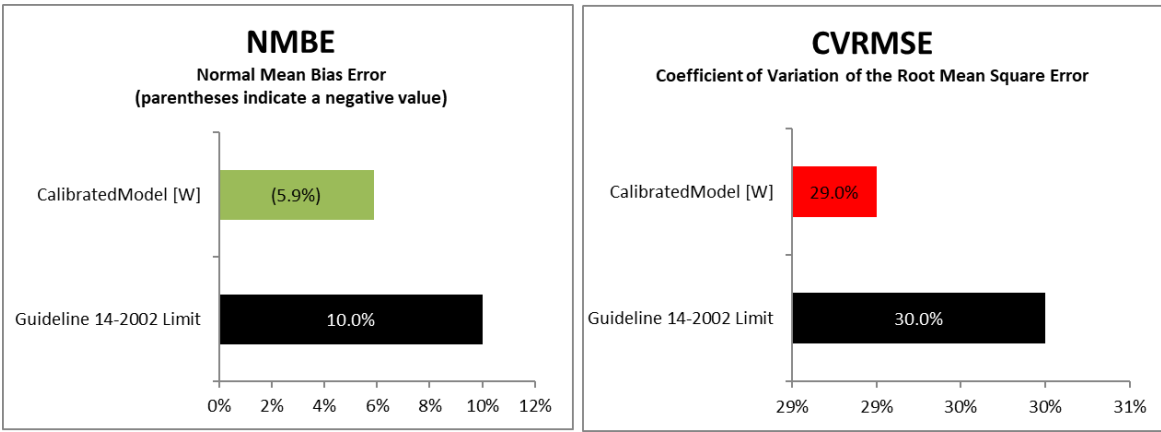 NMBE
Normal Mean Bias Error
(parentheses indicate a negative value)
CalibratedModel [W]
(5.9%)
Guideline 14-2002 Limit
10.0%
0% 2% 4% 6% 8% 10% 12%
CVRMSE
Coefficient of Variation of the Root Mean Square Error
CalibratedModel [W]
29.0%
Guideline 14-2002 Limit
30.0%
29% 29% 30% 30% 31%